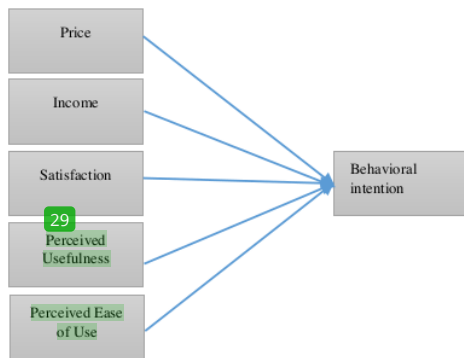 Price
Income
Satisfaction
29
Perceived
Usefulness
Perceived Ease
of Use
Behavioral
intention